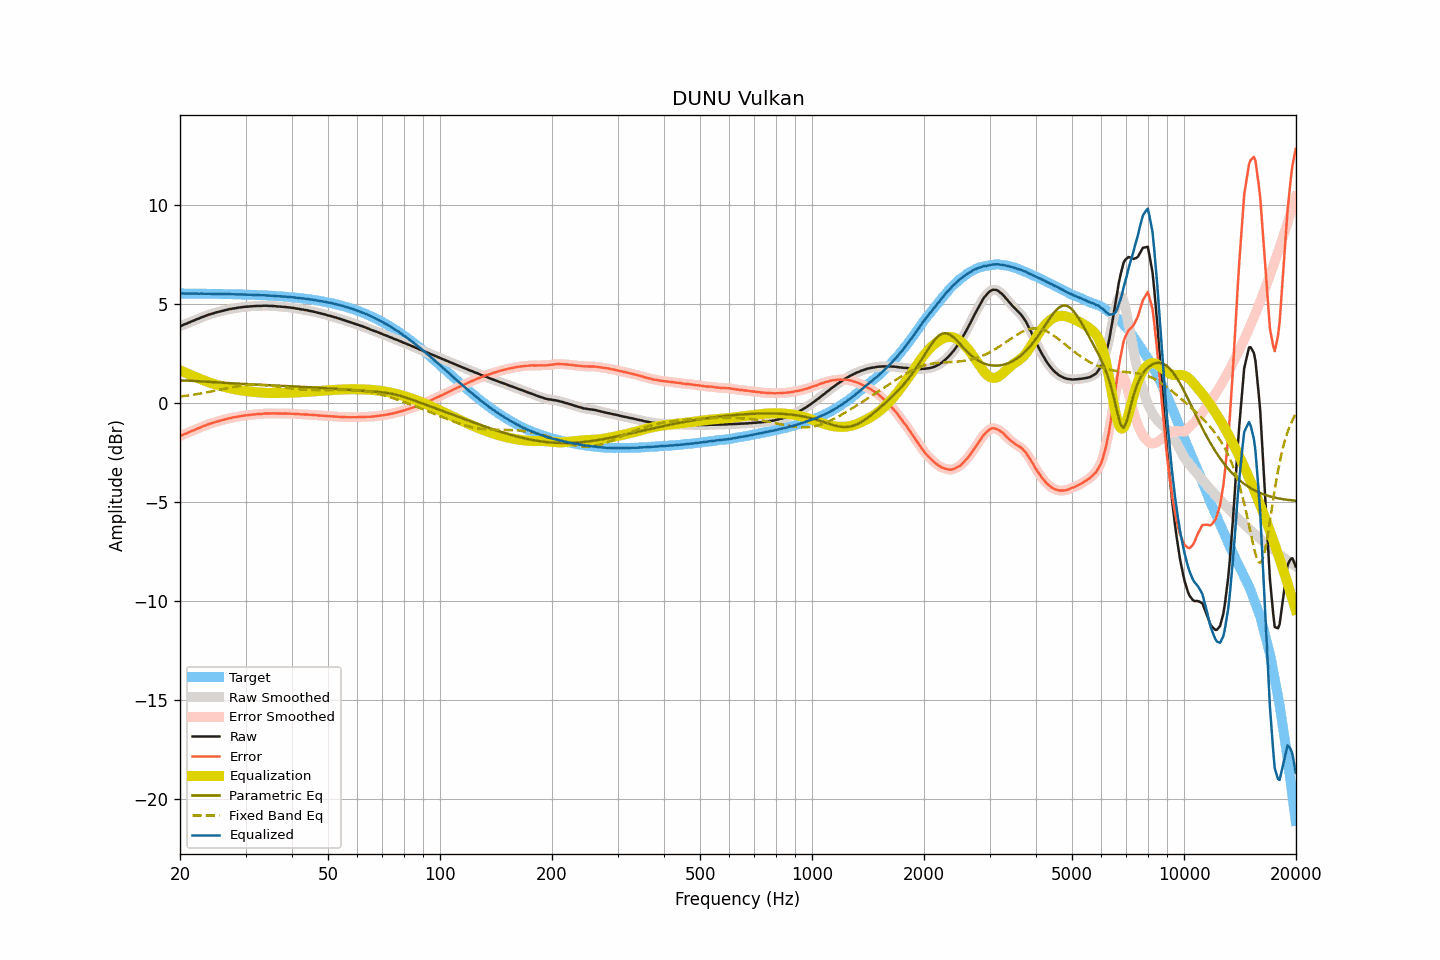 DUNU Vulkan
Amplitude (dBr)
10
5
0
−5
−10
−15
−20
Target
Raw Smoothed
Error Smoothed
Raw
Error
Equalization
Parametric Eq
Fixed Band Eq
Equalized
20 50 100 200 500 1000 2000 5000 10000 20000
Frequency (Hz)